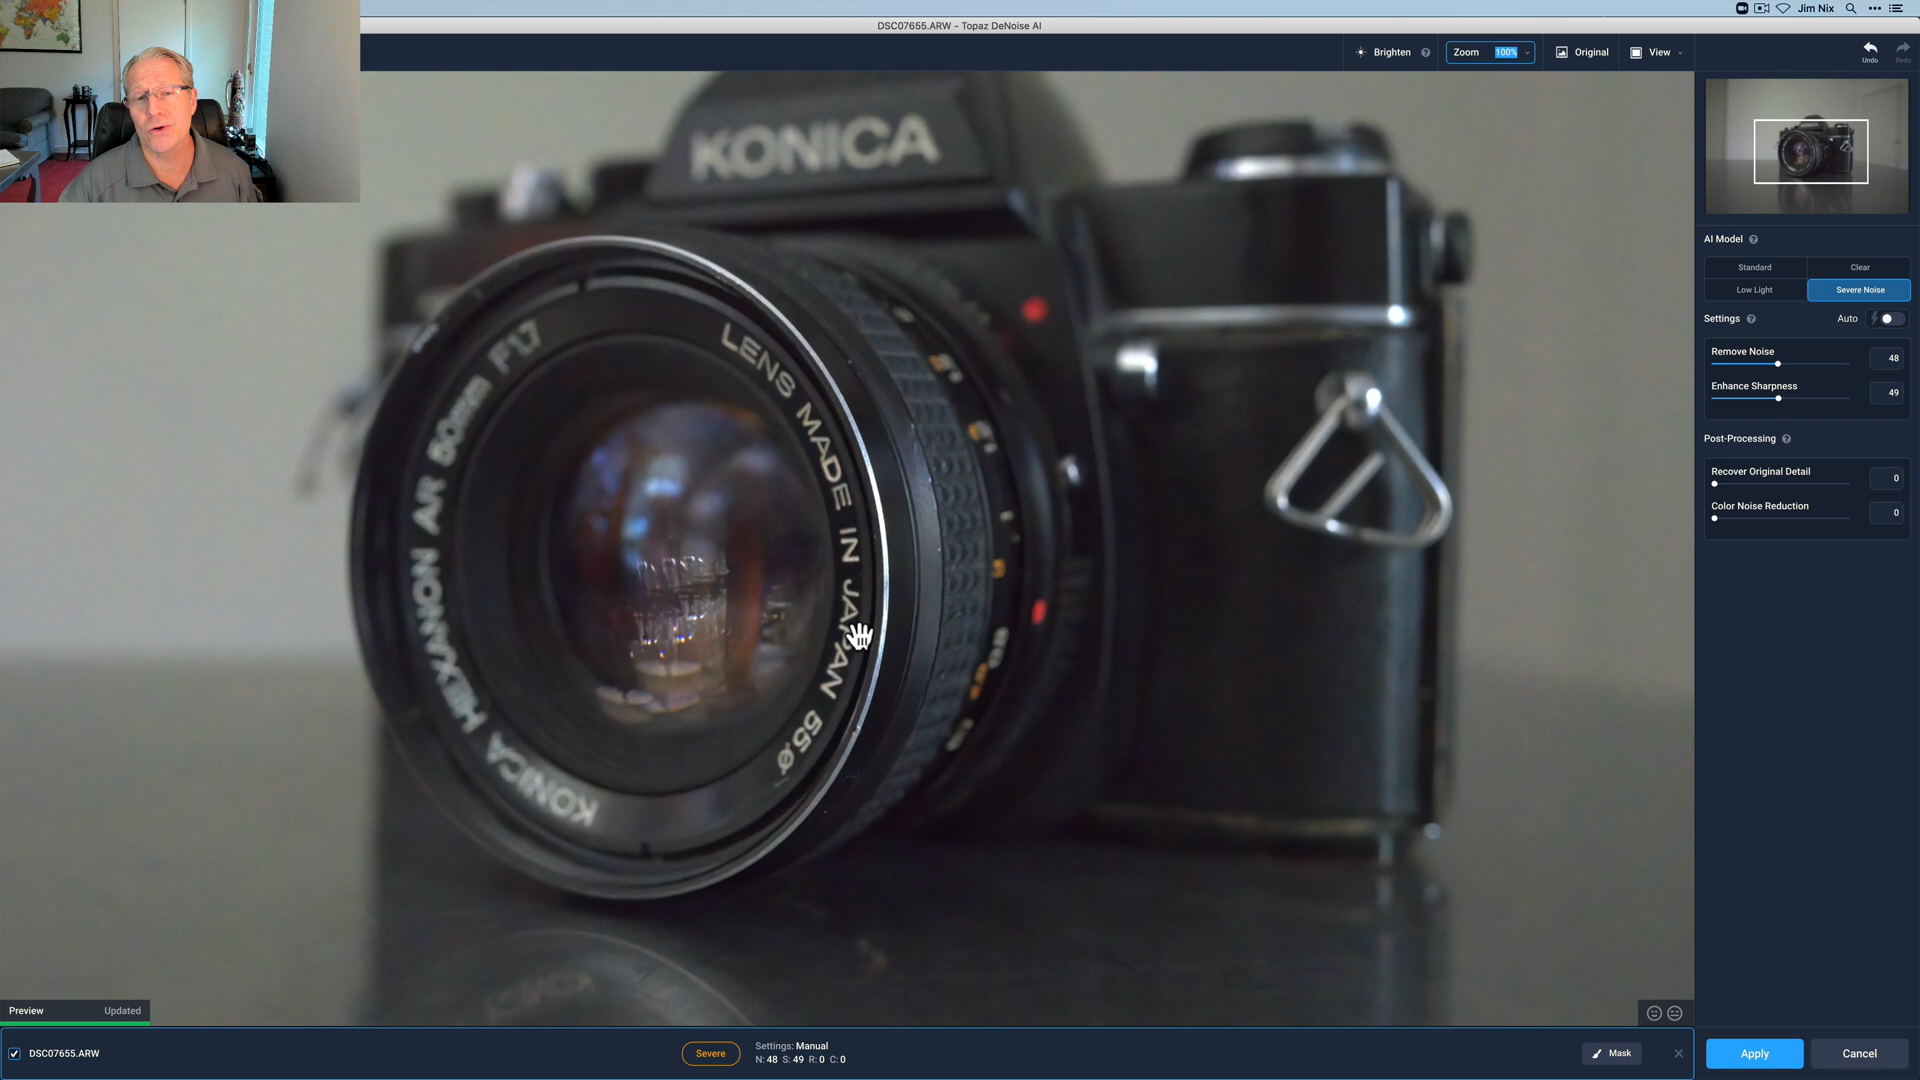 Jim Nix
DSC07655.ARW - Topaz DeNoise AI
Brighten
Zoom 100%
Original
View
Undo
Redo
KONICA
LENS MADE IN JAPAN 55ø
KONICA HEXANON AR 50mm F1.7
AI Model
Standard
Clear
Low Light
Severe Noise
Settings
Auto
Remove Noise
48
Enhance Sharpness
49
Post-Processing
Recover Original Detail
0
Color Noise Reduction
0
Preview
Updated
DSC07655.ARW
Severe
Settings: Manual
N: 48 S: 49 R: 0 C: 0
Mask
Apply
Cancel